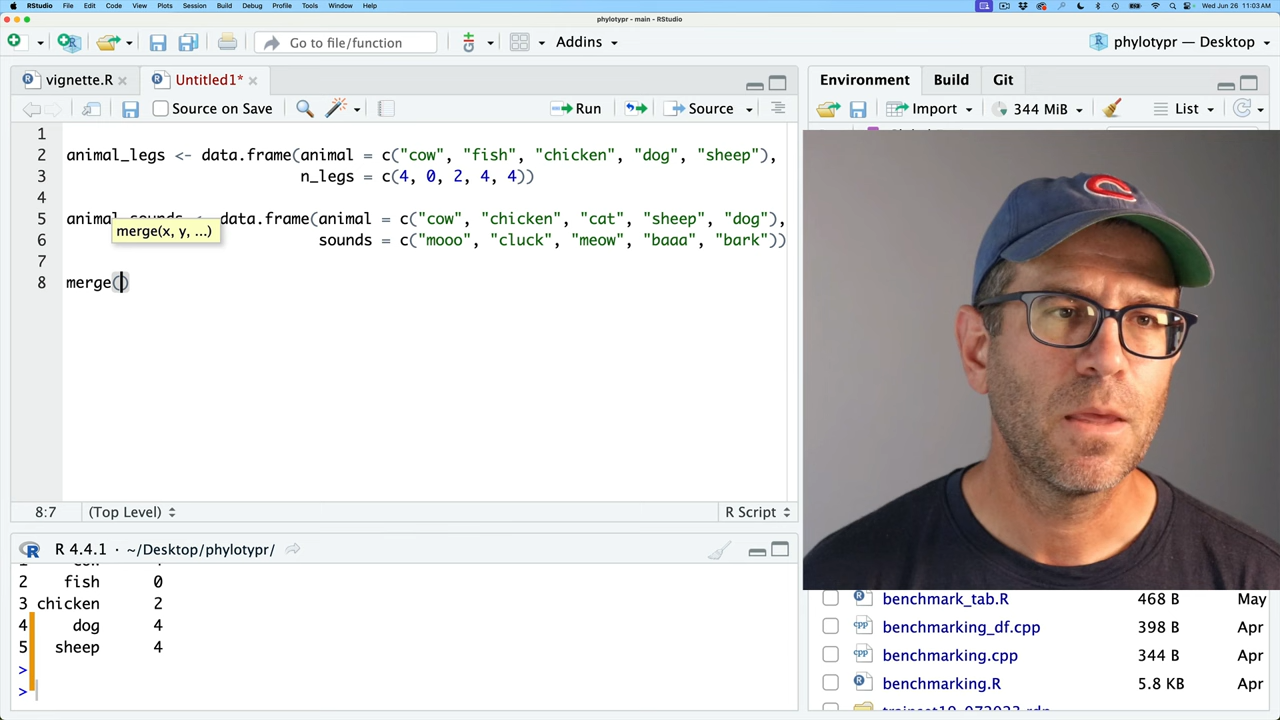 RStudio File Edit Code View Plots Session Build Debug Profile Tools Window Help Wed Jun 26 11:03 AM
phylotypr - main - RStudio
Go to file/function Addins phylotypr — Desktop
vignette.R Untitled1* Environment Build Git
Source on Save Run Source Import 344 MiB List
1
2 animal_legs <- data.frame(animal = c("cow", "fish", "chicken", "dog", "sheep"),
3 n_legs = c(4, 0, 2, 4, 4))
4
5 animal_sounds <- data.frame(animal = c("cow", "chicken", "cat", "sheep", "dog"),
merge(x, y, ...)
6 sounds = c("mooo", "cluck", "meow", "baaa", "bark"))
7
8 merge()
8:7 (Top Level) R Script
R 4.4.1 · ~/Desktop/phylotypr/
2 fish 0
3 chicken 2
4 dog 4
5 sheep 4
>
>
benchmark_tab.R 468 B May
benchmarking_df.cpp 398 B Apr
benchmarking.cpp 344 B Apr
benchmarking.R 5.8 KB Apr